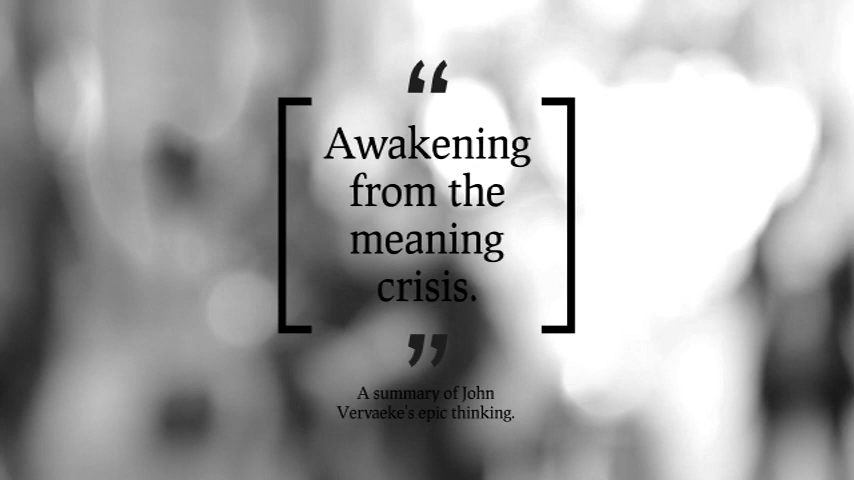 “
Awakening
from the
meaning
crisis.
”
A summary of John
Vervaeke's epic thinking.